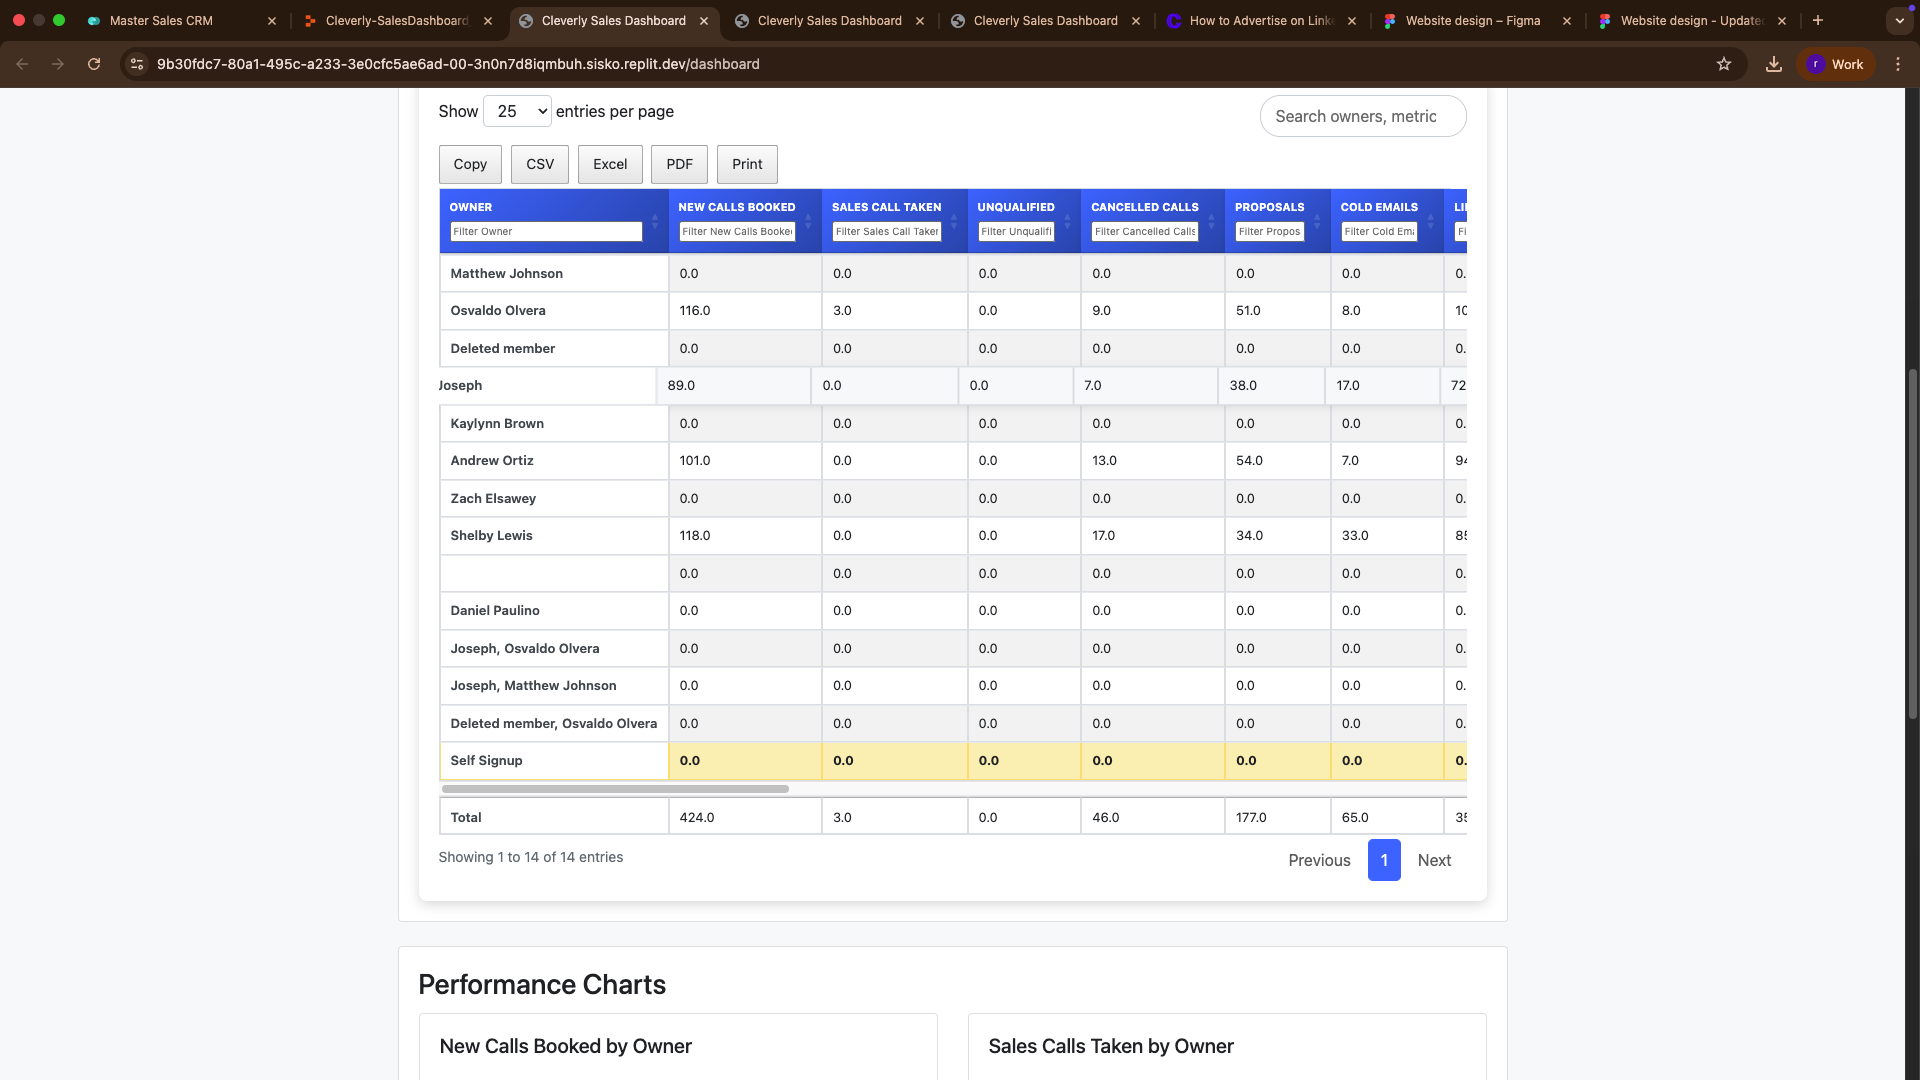 Master Sales CRM
Cleverly-SalesDashboard
Cleverly Sales Dashboard
Cleverly Sales Dashboard
Cleverly Sales Dashboard
How to Advertise on Linke
Website design – Figma
Website design - Updated
9b30fdc7-80a1-495c-a233-3e0cfc5ae6ad-00-3n0n7d8iqmbuh.sisko.replit.dev/dashboard
r Work
Show 25 entries per page
Search owners, metric
Copy CSV Excel PDF Print
OWNER NEW CALLS BOOKED SALES CALL TAKEN UNQUALIFIED CANCELLED CALLS PROPOSALS COLD EMAILS LI
Filter Owner Filter New Calls Booke Filter Sales Call Taken Filter Unqualifi Filter Cancelled Calls Filter Propos Filter Cold Ema Fi
Matthew Johnson 0.0 0.0 0.0 0.0 0.0 0.0 0.
Osvaldo Olvera 116.0 3.0 0.0 9.0 51.0 8.0 10
Deleted member 0.0 0.0 0.0 0.0 0.0 0.0 0.
Joseph 89.0 0.0 0.0 7.0 38.0 17.0 72
Kaylynn Brown 0.0 0.0 0.0 0.0 0.0 0.0 0.
Andrew Ortiz 101.0 0.0 0.0 13.0 54.0 7.0 94
Zach Elsawey 0.0 0.0 0.0 0.0 0.0 0.0 0.
Shelby Lewis 118.0 0.0 0.0 17.0 34.0 33.0 85
0.0 0.0 0.0 0.0 0.0 0.0 0.
Daniel Paulino 0.0 0.0 0.0 0.0 0.0 0.0 0.
Joseph, Osvaldo Olvera 0.0 0.0 0.0 0.0 0.0 0.0 0.
Joseph, Matthew Johnson 0.0 0.0 0.0 0.0 0.0 0.0 0.
Deleted member, Osvaldo Olvera 0.0 0.0 0.0 0.0 0.0 0.0 0.
Self Signup 0.0 0.0 0.0 0.0 0.0 0.0 0.
Total 424.0 3.0 0.0 46.0 177.0 65.0 35
Showing 1 to 14 of 14 entries
Previous 1 Next
Performance Charts
New Calls Booked by Owner
Sales Calls Taken by Owner